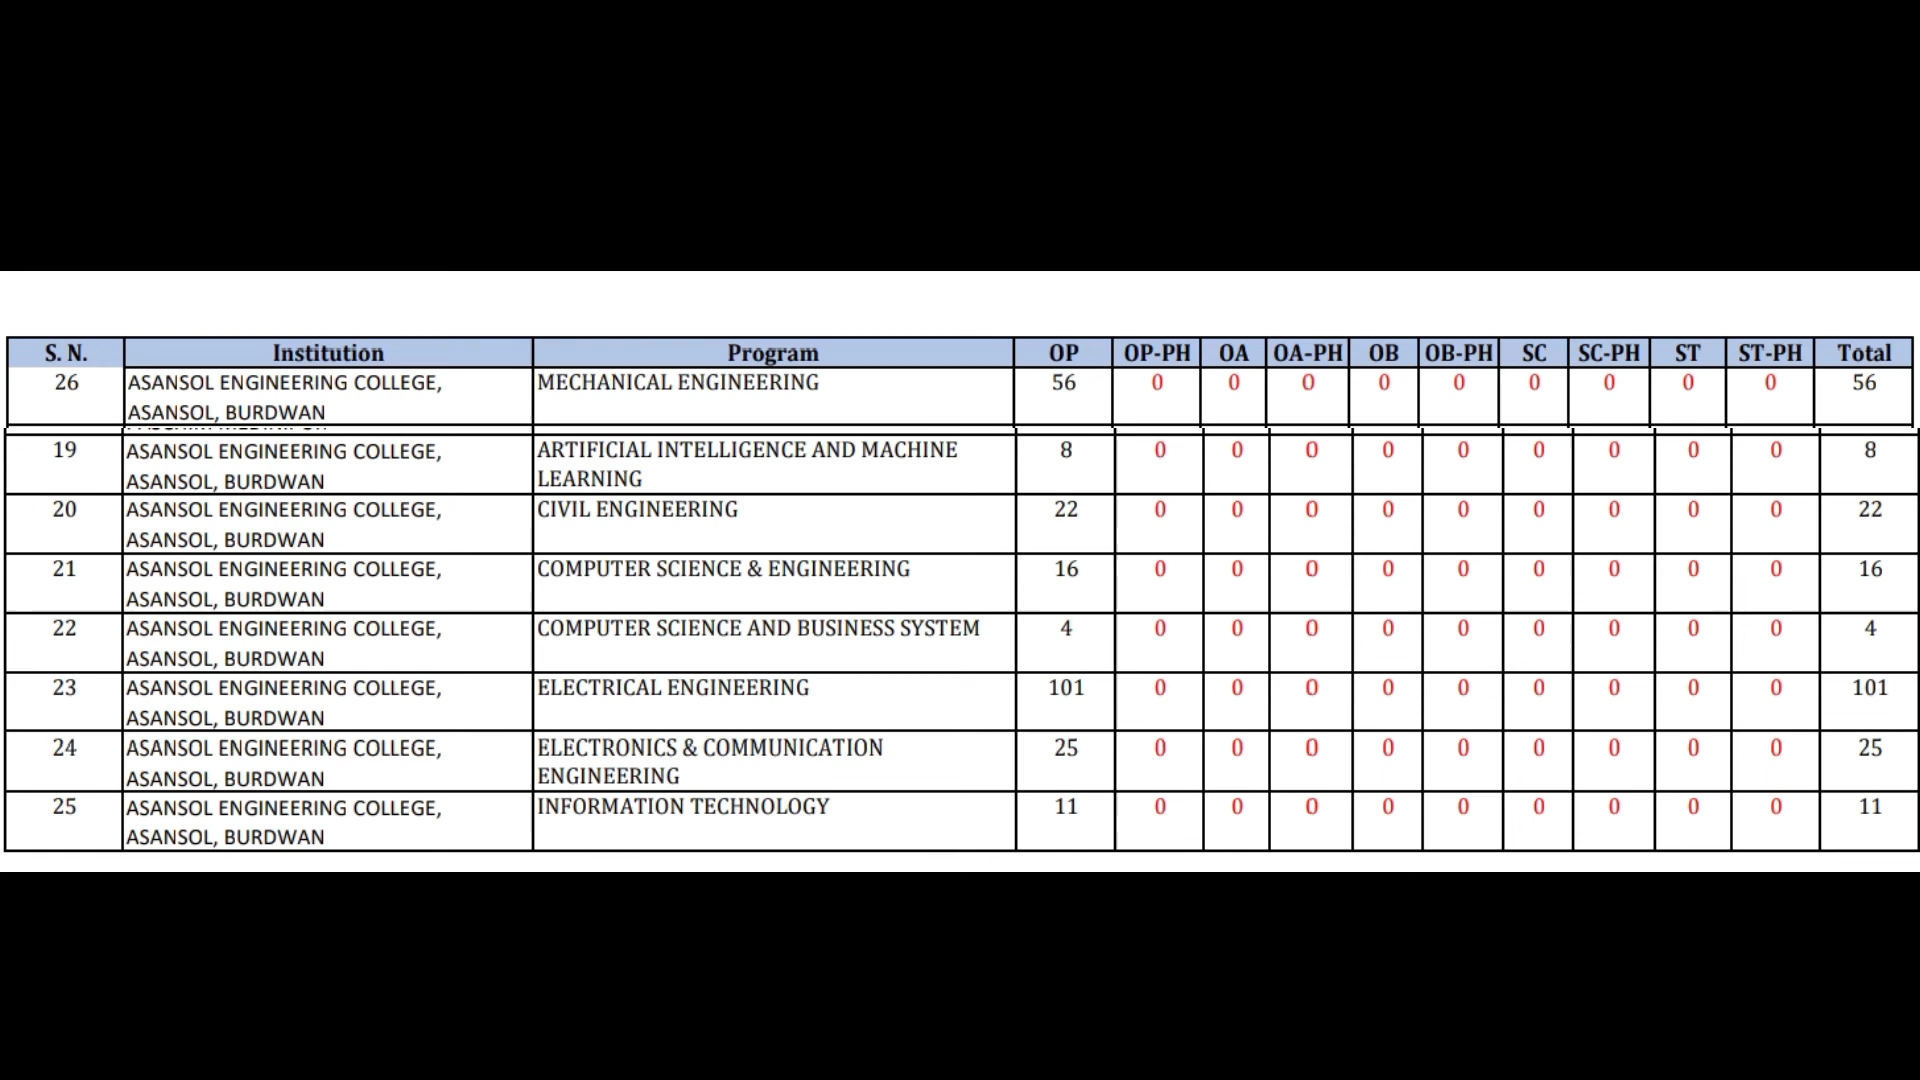 S. N. Institution Program OP OP-PH OA OA-PH OB OB-PH SC SC-PH ST ST-PH Total
26 ASANSOL ENGINEERING COLLEGE, MECHANICAL ENGINEERING 56 0 0 0 0 0 0 0 0 0 56
ASANSOL, BURDWAN
19 ASANSOL ENGINEERING COLLEGE, ARTIFICIAL INTELLIGENCE AND MACHINE 8 0 0 0 0 0 0 0 0 0 8
ASANSOL, BURDWAN LEARNING
20 ASANSOL ENGINEERING COLLEGE, CIVIL ENGINEERING 22 0 0 0 0 0 0 0 0 0 22
ASANSOL, BURDWAN
21 ASANSOL ENGINEERING COLLEGE, COMPUTER SCIENCE & ENGINEERING 16 0 0 0 0 0 0 0 0 0 16
ASANSOL, BURDWAN
22 ASANSOL ENGINEERING COLLEGE, COMPUTER SCIENCE AND BUSINESS SYSTEM 4 0 0 0 0 0 0 0 0 0 4
ASANSOL, BURDWAN
23 ASANSOL ENGINEERING COLLEGE, ELECTRICAL ENGINEERING 101 0 0 0 0 0 0 0 0 0 101
ASANSOL, BURDWAN
24 ASANSOL ENGINEERING COLLEGE, ELECTRONICS & COMMUNICATION 25 0 0 0 0 0 0 0 0 0 25
ASANSOL, BURDWAN ENGINEERING
25 ASANSOL ENGINEERING COLLEGE, INFORMATION TECHNOLOGY 11 0 0 0 0 0 0 0 0 0 11
ASANSOL, BURDWAN